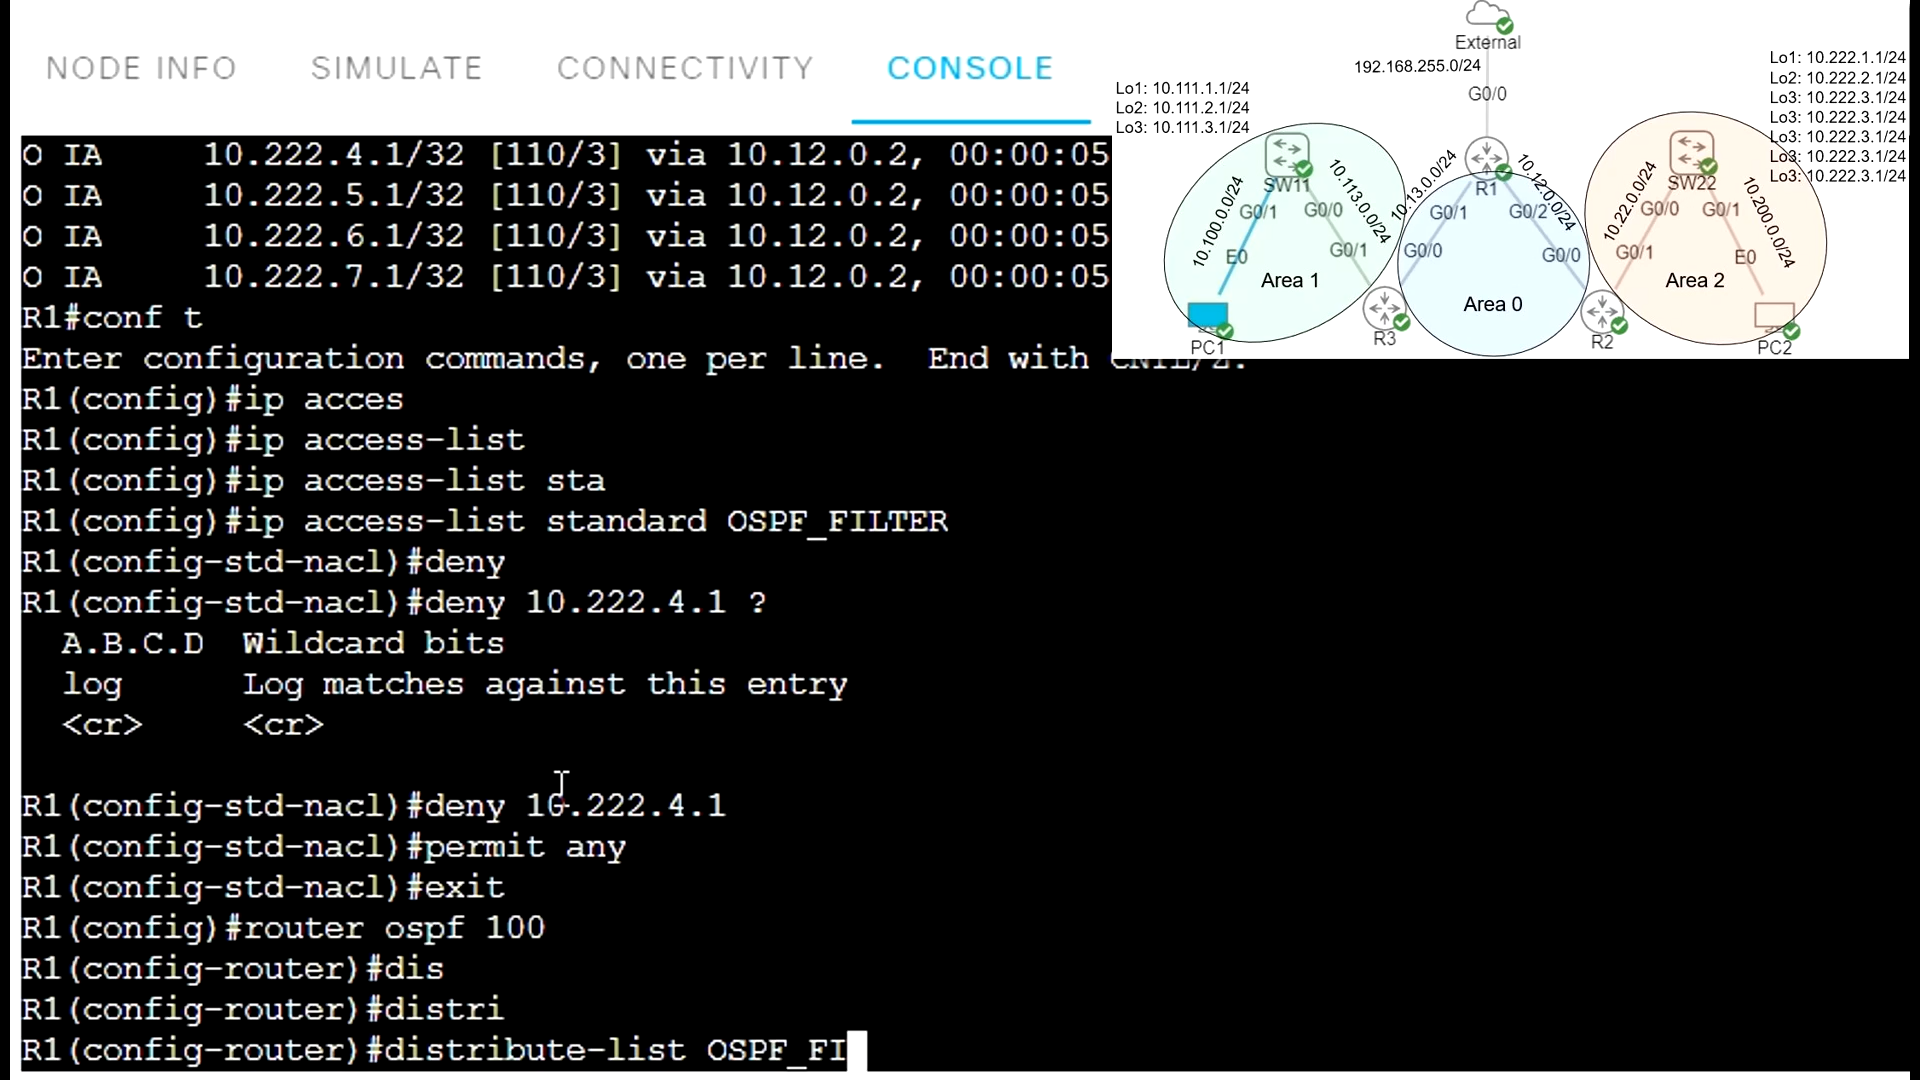 NODE INFO SIMULATE CONNECTIVITY CONSOLE
O IA 10.222.4.1/32 [110/3] via 10.12.0.2, 00:00:05
O IA 10.222.5.1/32 [110/3] via 10.12.0.2, 00:00:05
O IA 10.222.6.1/32 [110/3] via 10.12.0.2, 00:00:05
O IA 10.222.7.1/32 [110/3] via 10.12.0.2, 00:00:05
R1#conf t
Enter configuration commands, one per line. End with CNTL/Z.
R1(config)#ip acces
R1(config)#ip access-list
R1(config)#ip access-list sta
R1(config)#ip access-list standard OSPF_FILTER
R1(config-std-nacl)#deny
R1(config-std-nacl)#deny 10.222.4.1 ?
A.B.C.D Wildcard bits
log Log matches against this entry
<cr> <cr>
R1(config-std-nacl)#deny 10.222.4.1
R1(config-std-nacl)#permit any
R1(config-std-nacl)#exit
R1(config)#router ospf 100
R1(config-router)#dis
R1(config-router)#distri
R1(config-router)#distribute-list OSPF_FI
External
192.168.255.0/24
G0/0
Lo1: 10.111.1.1/24
Lo2: 10.111.2.1/24
Lo3: 10.111.3.1/24
Lo1: 10.222.1.1/24
Lo2: 10.222.2.1/24
Lo3: 10.222.3.1/24
Lo3: 10.222.3.1/24
Lo3: 10.222.3.1/24
Lo3: 10.222.3.1/24
Lo3: 10.222.3.1/24
SW11
R1
SW22
10.100.0.0/24
10.113.0.0/24
10.13.0.0/24
10.12.0.0/24
10.22.0.0/24
10.200.0.0/24
G0/1 G0/0 G0/1 G0/2 G0/0 G0/1
E0 G0/1 G0/0 G0/0 G0/1 E0
Area 1
Area 0
Area 2
PC1
R3
R2
PC2